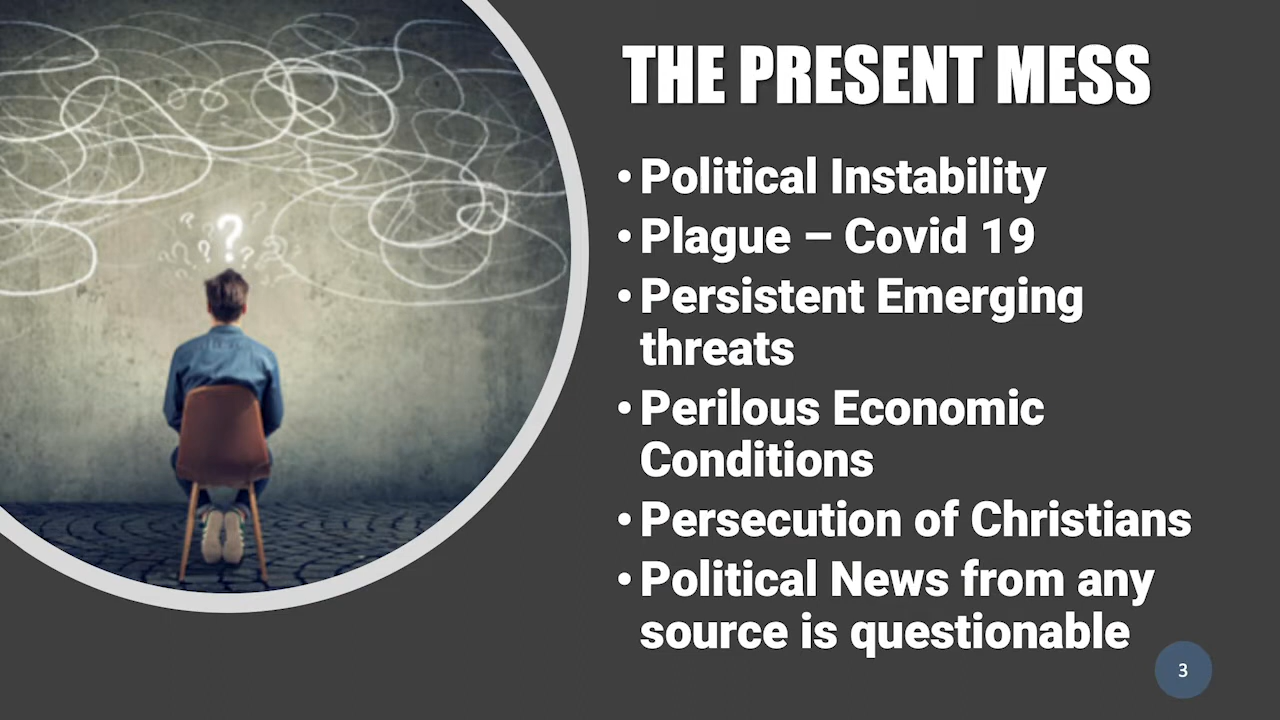 THE PRESENT MESS
• Political Instability
• Plague – Covid 19
• Persistent Emerging
threats
• Perilous Economic
Conditions
• Persecution of Christians
• Political News from any
source is questionable
3
?